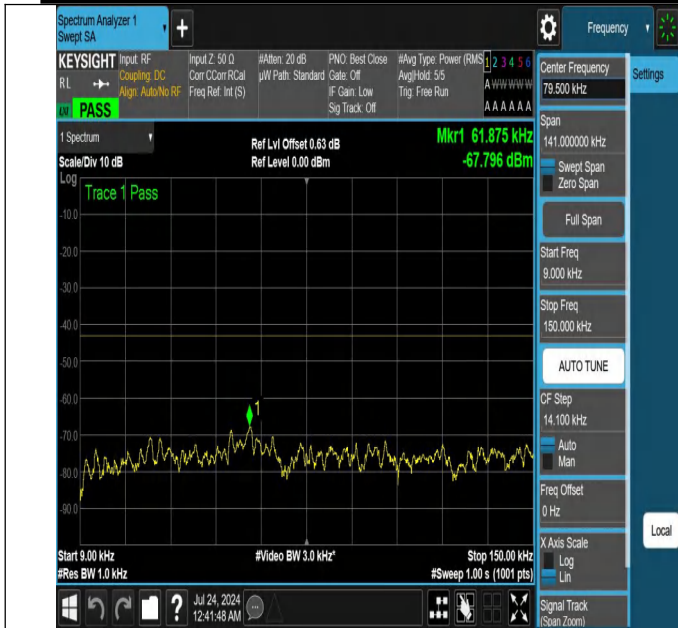 Spectrum Analyzer 1
Swept SA
+
Frequency
KEYSIGHT
RL
LXI
PASS
Input: RF
Coupling: DC
Align: Auto/No RF
Input Z: 50 Ω
Corr CCorr RCal
Freq Ref: Int (S)
#Atten: 20 dB
µW Path: Standard
PNO: Best Close
Gate: Off
IF Gain: Low
Sig Track: Off
#Avg Type: Power (RMS
Avg|Hold: 5/5
Trig: Free Run
1 2 3 4 5 6
A W W W W W
A A A A A A
1 Spectrum
Scale/Div 10 dB
Log
Ref Lvl Offset 0.63 dB
Ref Level 0.00 dBm
Mkr1 61.875 kHz
-67.796 dBm
Trace 1 Pass
-10.0
-20.0
-30.0
-40.0
-50.0
-60.0
-70.0
-80.0
-90.0
1
Start 9.00 kHz
#Res BW 1.0 kHz
#Video BW 3.0 kHz*
Stop 150.00 kHz
#Sweep 1.00 s (1001 pts)
?
Jul 24, 2024
12:41:48 AM
Center Frequency
79.500 kHz
Settings
Span
141.000000 kHz
Swept Span
Zero Span
Full Span
Start Freq
9.000 kHz
Stop Freq
150.000 kHz
AUTO TUNE
CF Step
14.100 kHz
Auto
Man
Freq Offset
0 Hz
Local
X Axis Scale
Log
Lin
Signal Track
(Span Zoom)